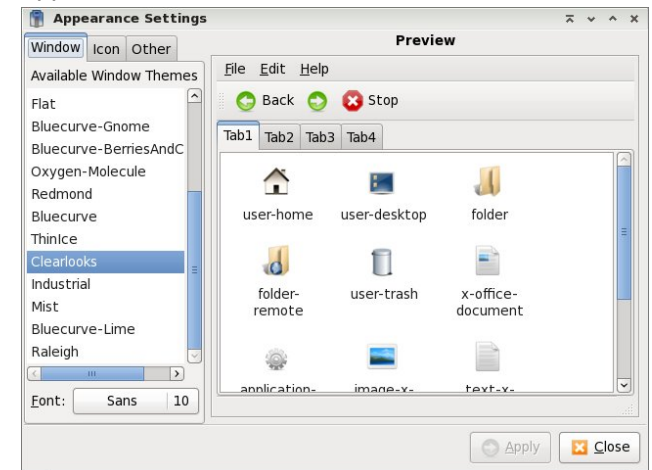 Appearance Settings
Window Icon Other
Available Window Themes
Flat
Bluecurve-Gnome
Bluecurve-BerriesAndC
Oxygen-Molecule
Redmond
Bluecurve
ThinIce
Clearlooks
Industrial
Mist
Bluecurve-Lime
Raleigh
Font: Sans 10
Preview
File Edit Help
Back Stop
Tab1 Tab2 Tab3 Tab4
user-home user-desktop folder
folder- user-trash x-office-
remote document
application- image-x- text-x-
Apply Close